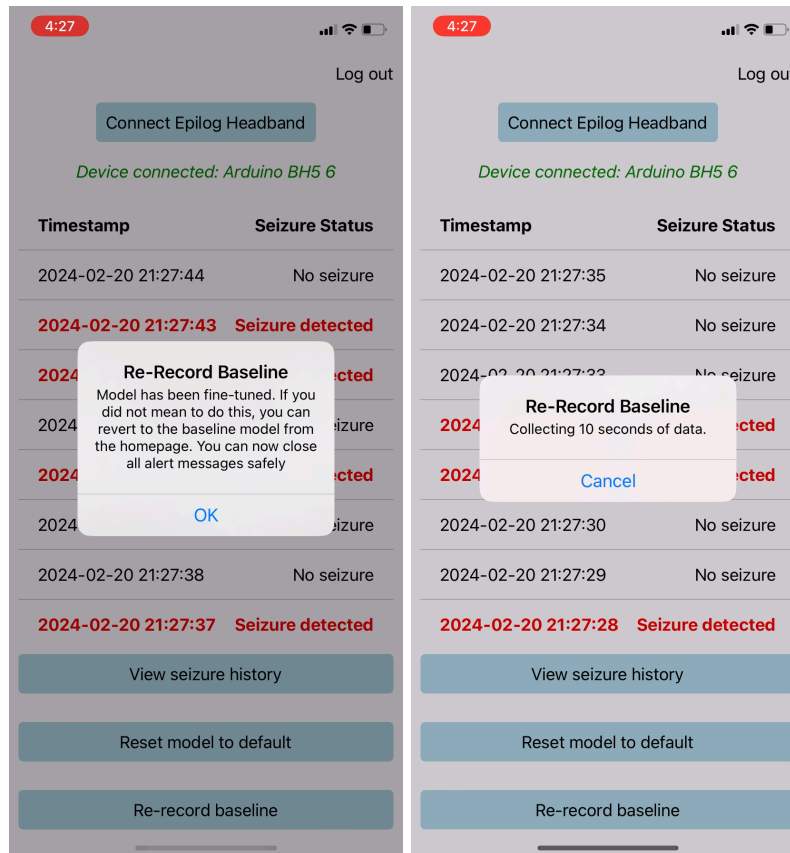 4:27
Log out
Connect Epilog Headband
Device connected: Arduino BH5 6
Timestamp Seizure Status
2024-02-20 21:27:44 No seizure
2024-02-20 21:27:43 Seizure detected
Re-Record Baseline
Model has been fine-tuned. If you
did not mean to do this, you can
revert to the baseline model from
the homepage. You can now close
all alert messages safely
OK
2024-02-20 21:27:38 No seizure
2024-02-20 21:27:37 Seizure detected
View seizure history
Reset model to default
Re-record baseline
4:27
Log ou
Connect Epilog Headband
Device connected: Arduino BH5 6
Timestamp Seizure Status
2024-02-20 21:27:35 No seizure
2024-02-20 21:27:34 No seizure
2024-02-20 21:27:33 No seizure
Re-Record Baseline
Collecting 10 seconds of data.
Cancel
2024-02-20 21:27:30 No seizure
2024-02-20 21:27:29 No seizure
2024-02-20 21:27:28 Seizure detected
View seizure history
Reset model to default
Re-record baseline